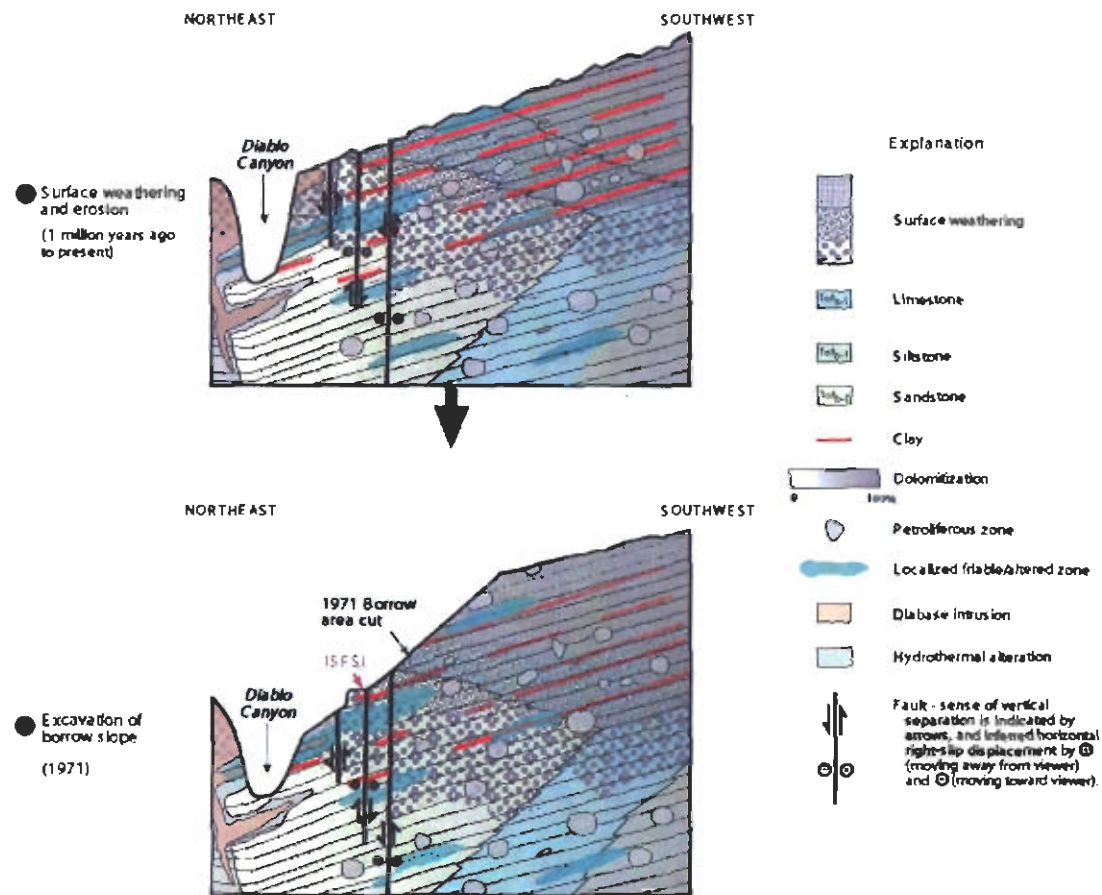 NORTHEAST
SOUTHWEST
Diablo
Canyon
Surface weathering
and erosion
(1 million years ago
to present)
NORTHEAST
SOUTHWEST
1971 Borrow
area cut
I.S.F.S.I.
Diablo
Canyon
Excavation of
borrow slope
(1971)
Explanation
Surface weathering
Limestone
Siltstone
Sandstone
Clay
Dolomitization
0
100%
Petroliferous zone
Localized friable/altered zone
Diabase intrusion
Hydrothermal alteration
Fault - sense of vertical
separation is indicated by
arrows, and inferred horizontal
right-slip displacement by
(moving away from viewer)
and (moving toward viewer).